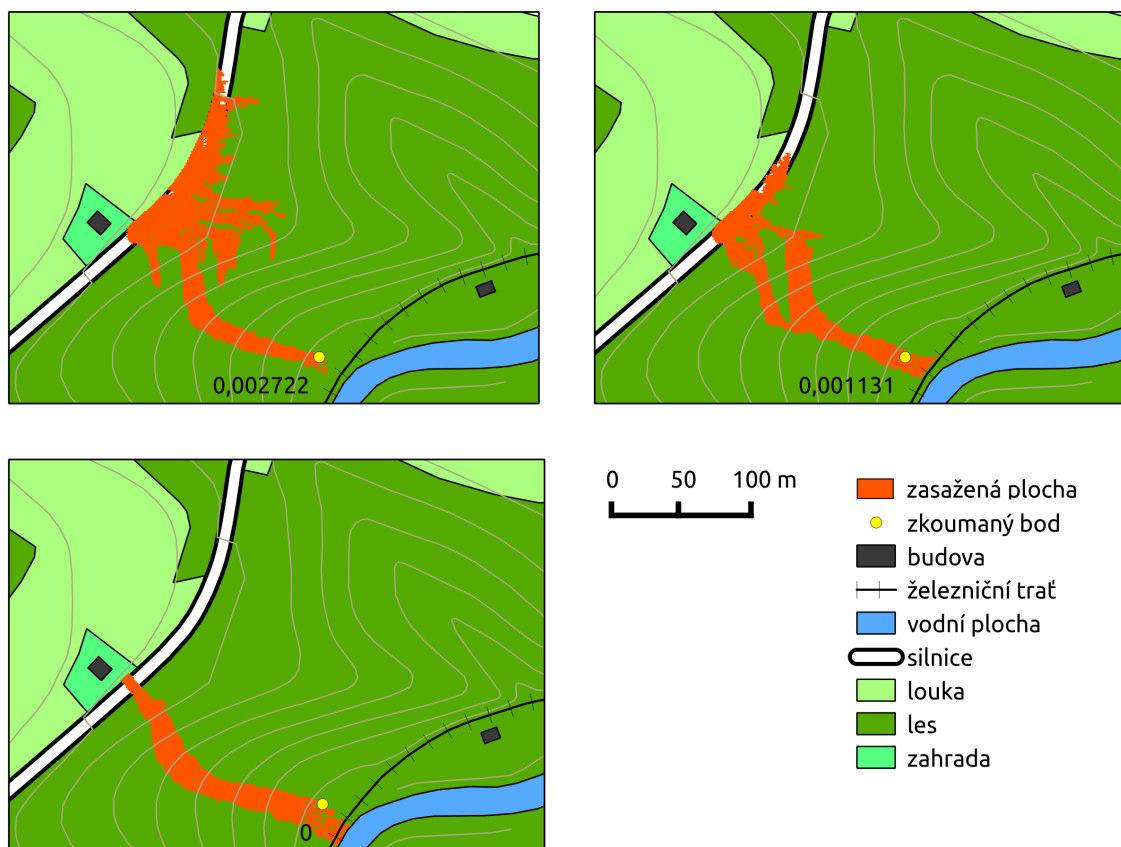 0,002722
0,001131
0
0 50 100 m
zasažená plocha
zkoumaný bod
budova
železniční trať
vodní plocha
silnice
louka
les
zahrada